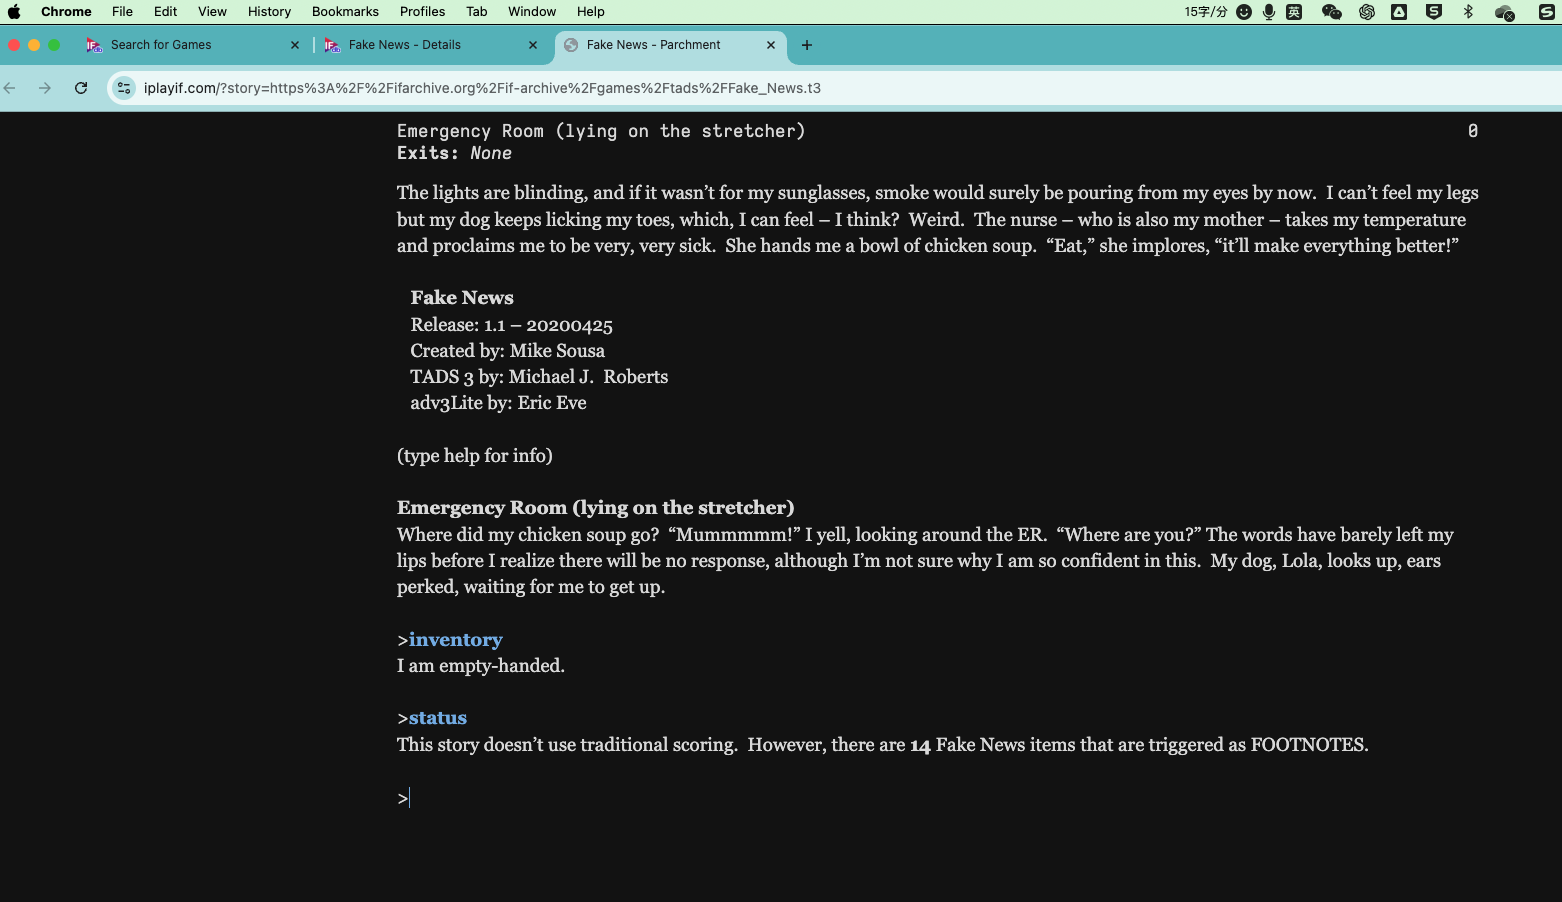 Chrome File Edit View History Bookmarks Profiles Tab Window Help 15字/分 英
Search for Games Fake News - Details Fake News - Parchment
iplayif.com/?story=https%3A%2F%2Fifarchive.org%2Fif-archive%2Fgames%2Ftads%2FFake_News.t3
Emergency Room (lying on the stretcher) 0
Exits: None
The lights are blinding, and if it wasn’t for my sunglasses, smoke would surely be pouring from my eyes by now. I can’t feel my legs
but my dog keeps licking my toes, which, I can feel – I think? Weird. The nurse – who is also my mother – takes my temperature
and proclaims me to be very, very sick. She hands me a bowl of chicken soup. “Eat,” she implores, “it’ll make everything better!”
Fake News
Release: 1.1 – 20200425
Created by: Mike Sousa
TADS 3 by: Michael J. Roberts
adv3Lite by: Eric Eve
(type help for info)
Emergency Room (lying on the stretcher)
Where did my chicken soup go? “Mummmmm!” I yell, looking around the ER. “Where are you?” The words have barely left my
lips before I realize there will be no response, although I’m not sure why I am so confident in this. My dog, Lola, looks up, ears
perked, waiting for me to get up.
>inventory
I am empty-handed.
>status
This story doesn’t use traditional scoring. However, there are 14 Fake News items that are triggered as FOOTNOTES.
>